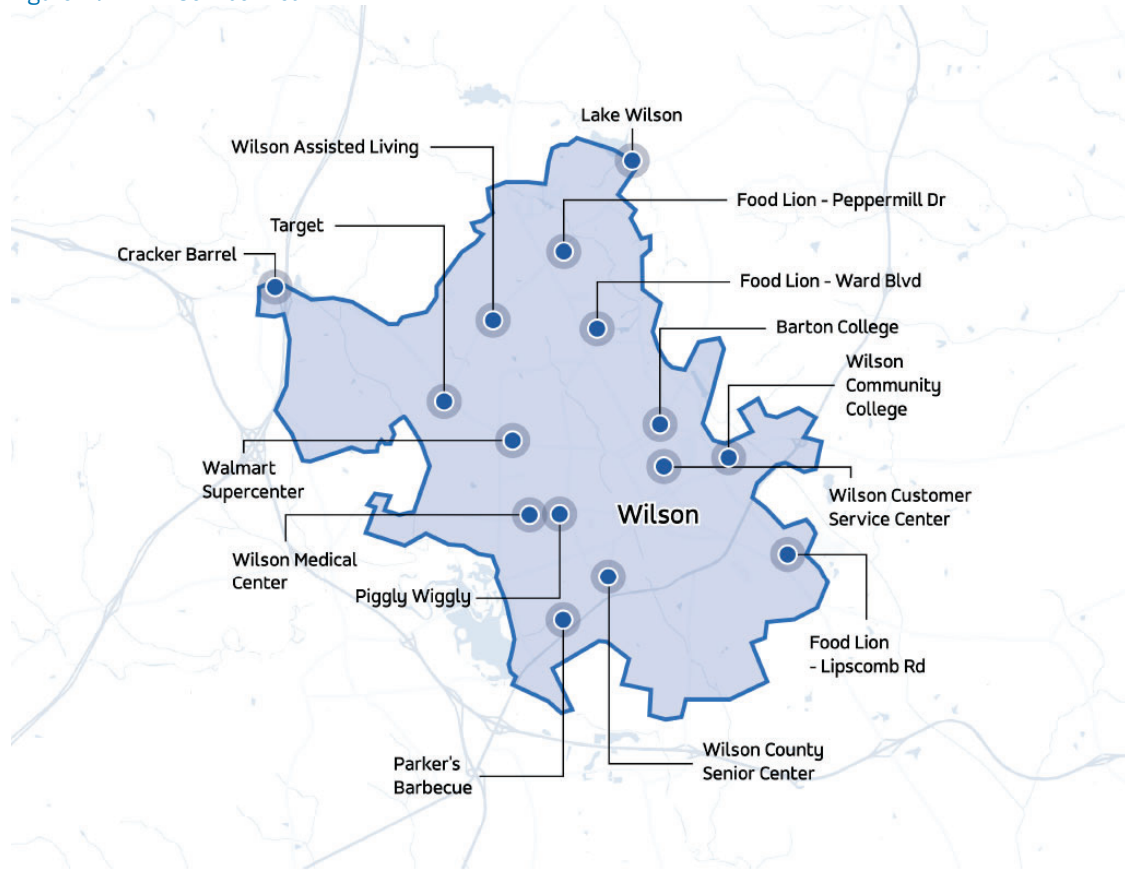 Lake Wilson
Wilson Assisted Living
Food Lion - Peppermill Dr
Target
Cracker Barrel
Food Lion - Ward Blvd
Barton College
Wilson
Community
College
Walmart
Supercenter
Wilson Customer
Service Center
Wilson
Wilson Medical
Center
Piggly Wiggly
Food Lion
- Lipscomb Rd
Parker's
Barbecue
Wilson County
Senior Center